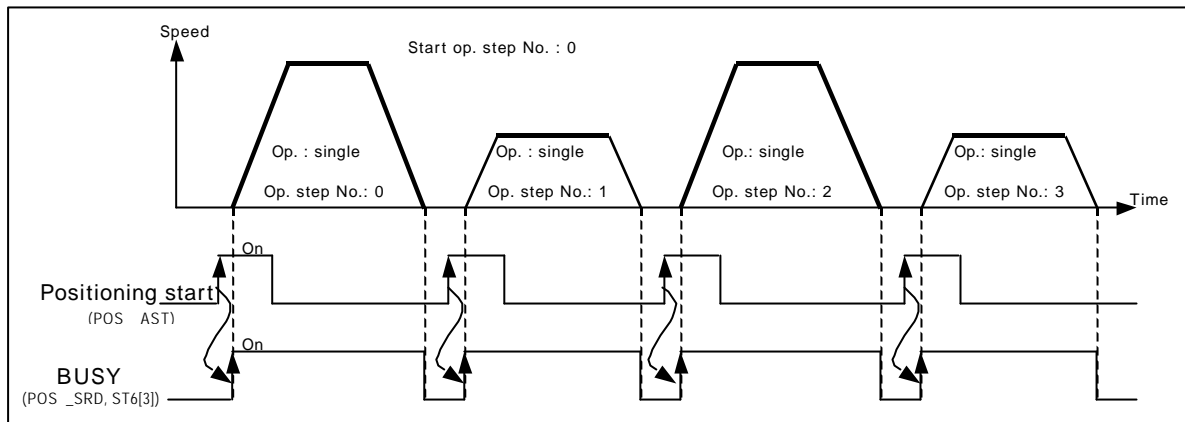 Speed
Start op. step No. : 0
Op. : single
Op. : single
Op.: single
Op.: single
Op. step No.: 0
Op. step No.: 1
Op. step No.: 2
Op. step No.: 3
Time
On
Positioning start
(POS AST)
On
BUSY
(POS _SRD, ST6[3])